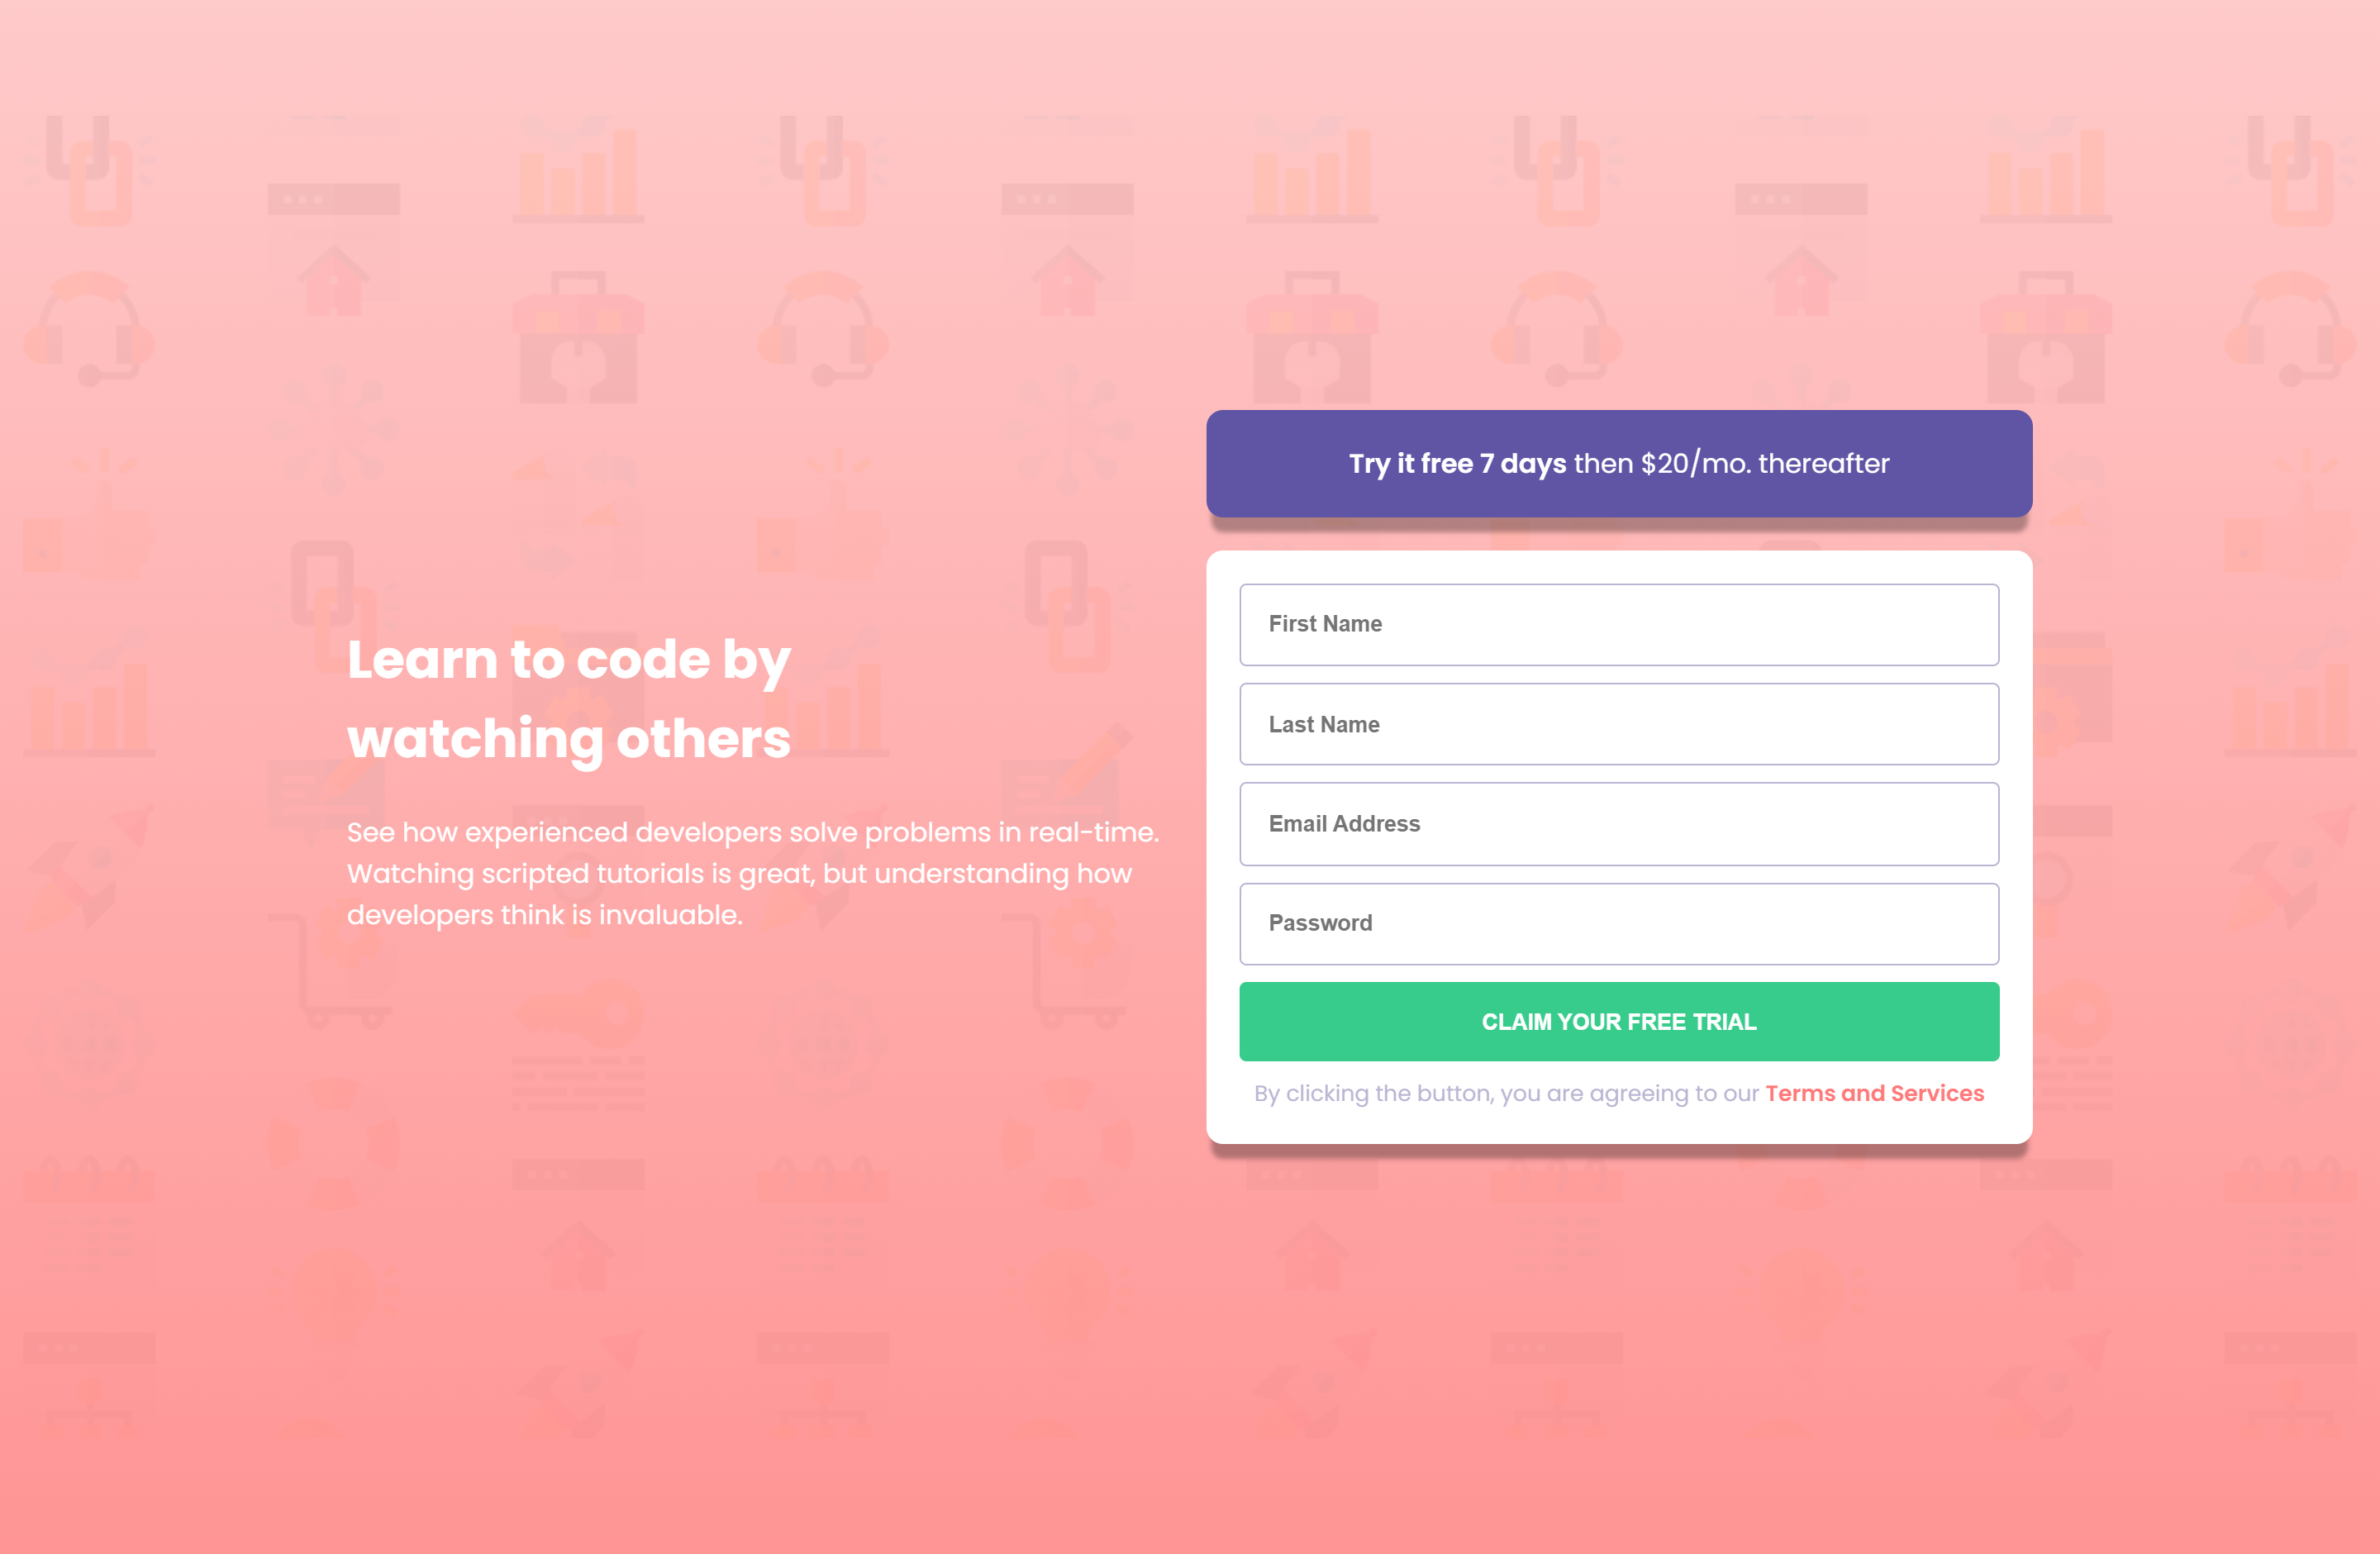 Learn to code by
watching others
See how experienced developers solve problems in real-time.
Watching scripted tutorials is great, but understanding how
developers think is invaluable.
Try it free 7 days then $20/mo. thereafter
First Name
Last Name
Email Address
Password
CLAIM YOUR FREE TRIAL
By clicking the button, you are agreeing to our Terms and Services